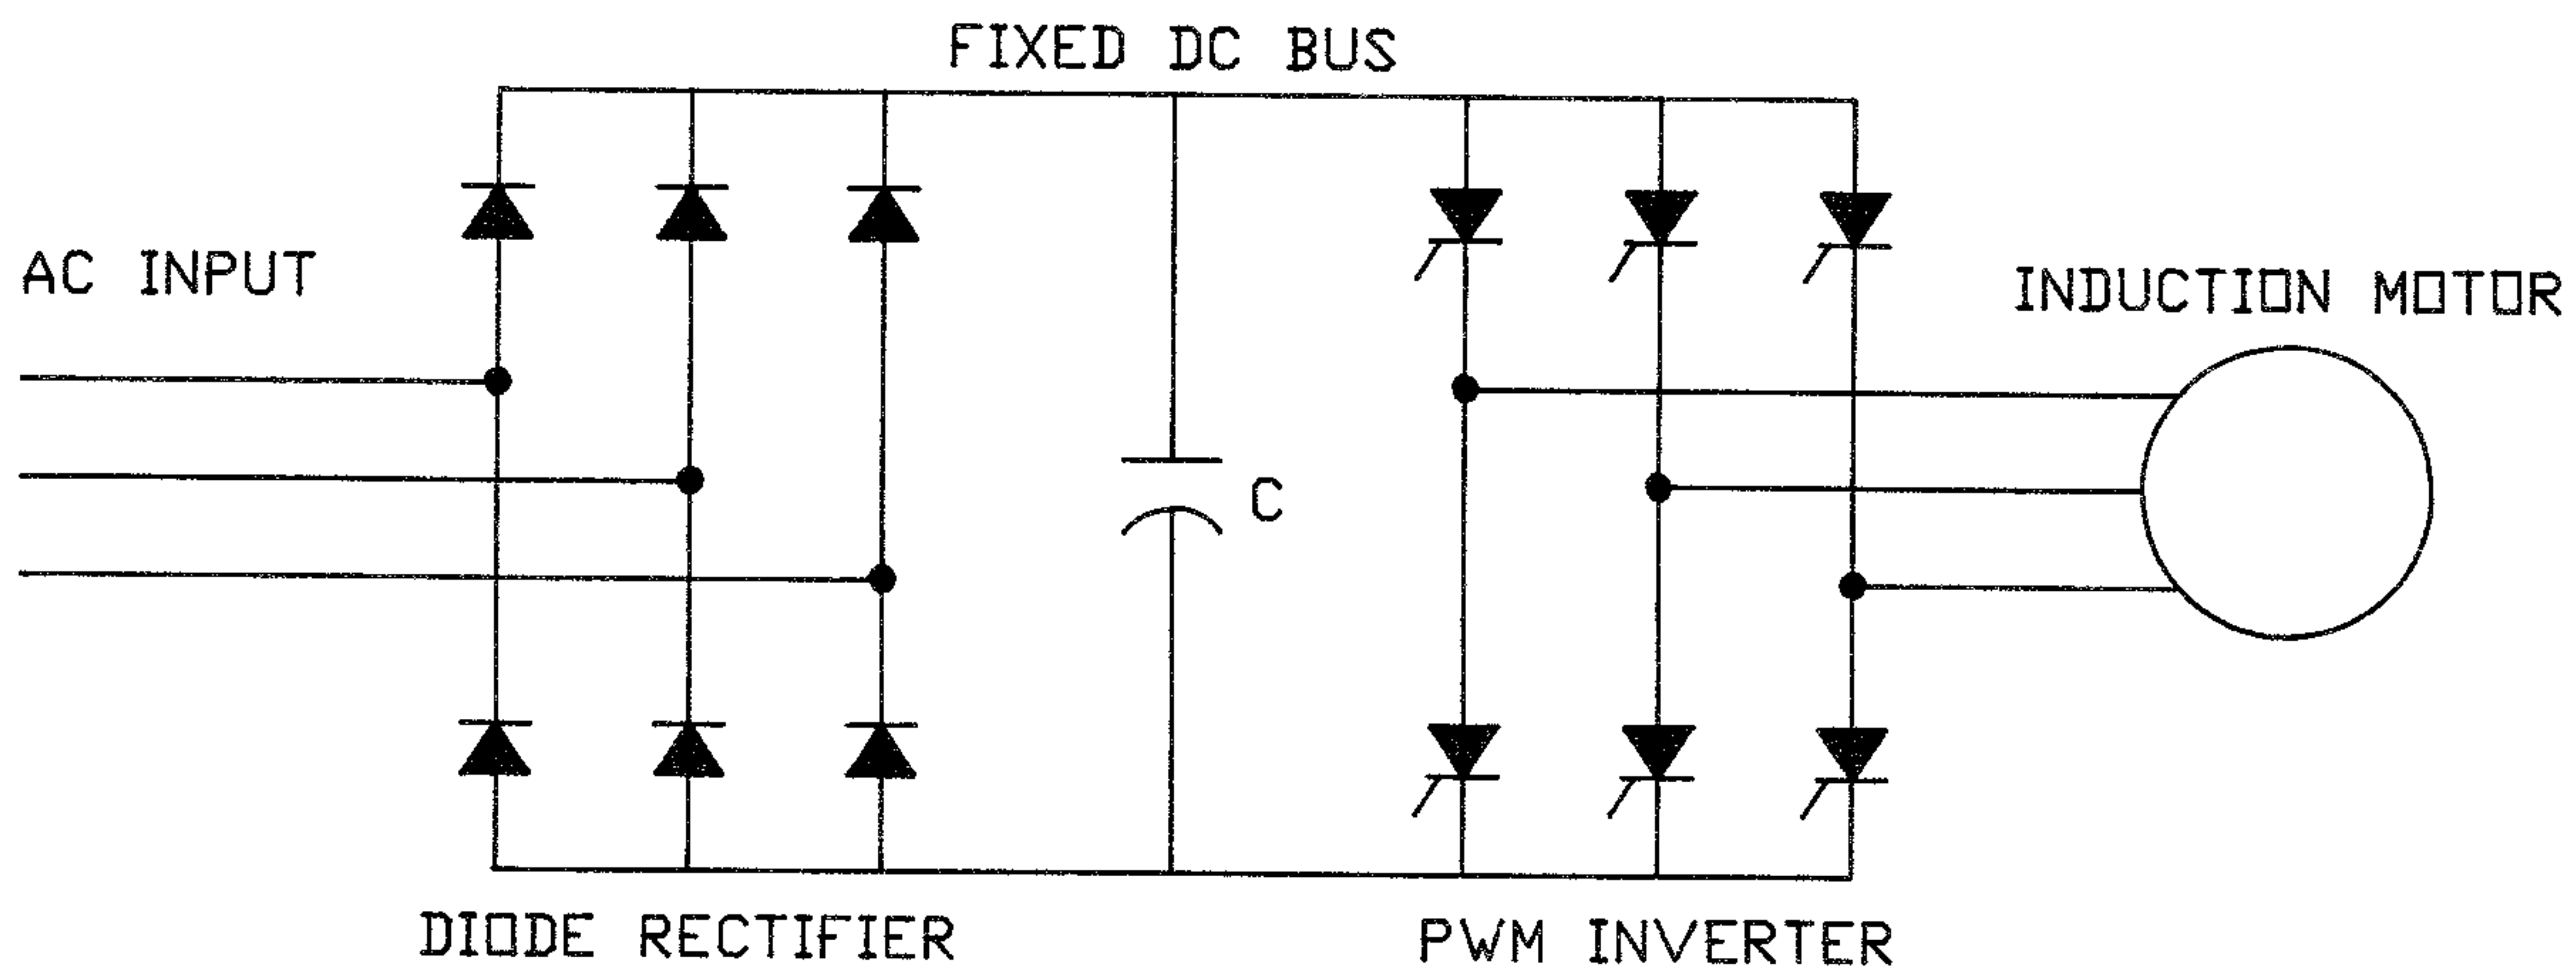 FIXED DC BUS
AC INPUT
INDUCTION MOTOR
C
DIODE RECTIFIER
PWM INVERTER